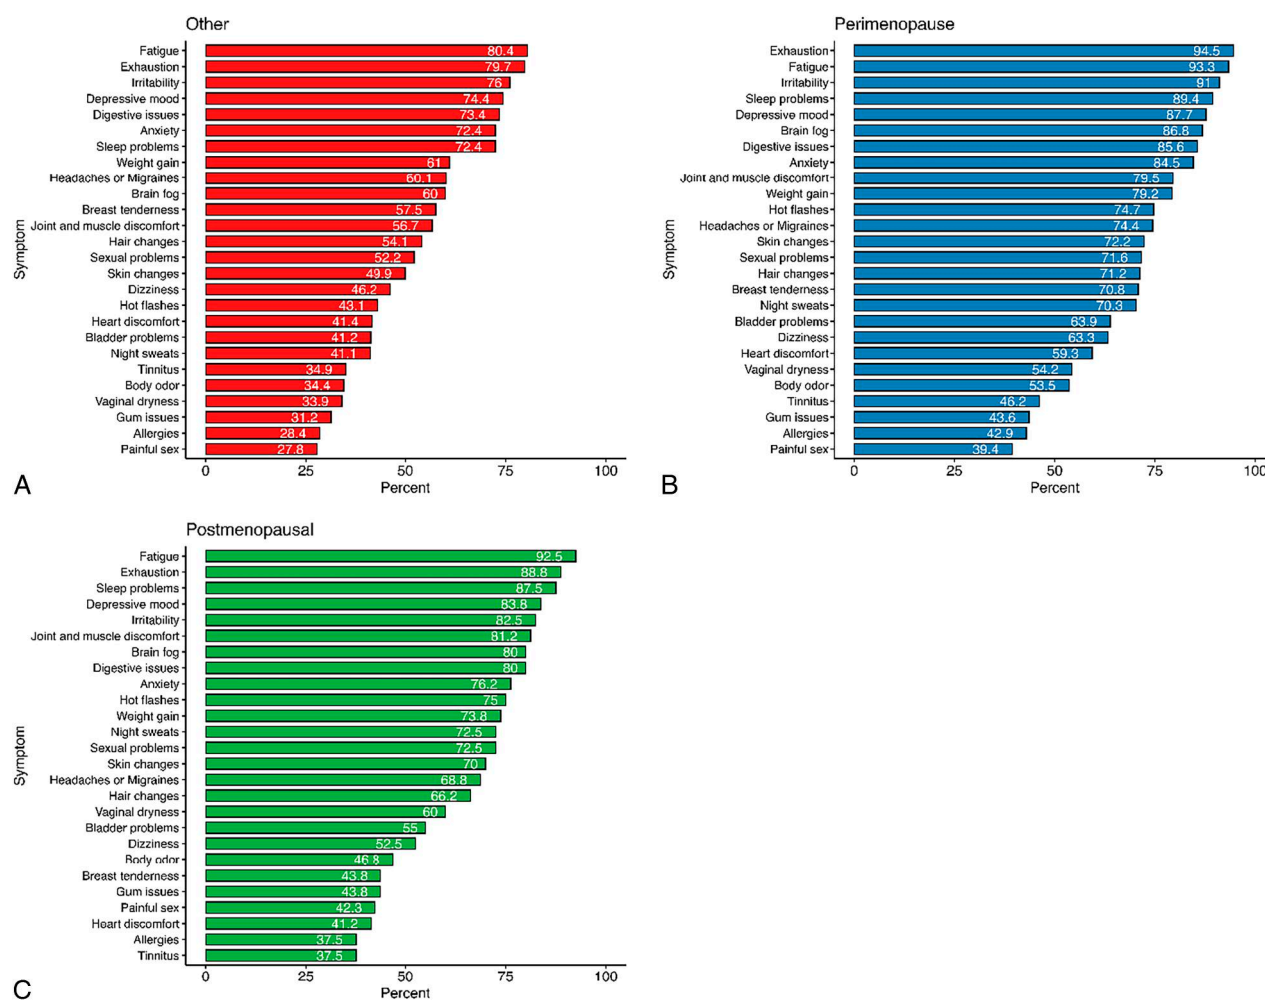 Other
Symptom
Fatigue 80.4
Exhaustion 79.7
Irritability 76
Depressive mood 74.4
Digestive issues 73.4
Anxiety 72.4
Sleep problems 72.4
Weight gain 61
Headaches or Migraines 60.1
Brain fog 60
Breast tenderness 57.5
Joint and muscle discomfort 56.7
Hair changes 54.1
Sexual problems 52.2
Skin changes 49.9
Dizziness 46.2
Hot flashes 43.1
Heart discomfort 41.4
Bladder problems 41.2
Night sweats 41.1
Tinnitus 34.9
Body odor 34.4
Vaginal dryness 33.9
Gum issues 31.2
Allergies 28.4
Painful sex 27.8
0 25 50 75 100
Percent
A
Perimenopause
Symptom
Exhaustion 94.5
Fatigue 93.3
Irritability 91
Sleep problems 89.4
Depressive mood 87.7
Brain fog 86.8
Digestive issues 85.6
Anxiety 84.5
Joint and muscle discomfort 79.5
Weight gain 79.2
Hot flashes 74.7
Headaches or Migraines 74.4
Skin changes 72.2
Sexual problems 71.6
Hair changes 71.2
Breast tenderness 70.8
Night sweats 70.3
Bladder problems 63.9
Dizziness 63.3
Heart discomfort 59.3
Vaginal dryness 54.2
Body odor 53.5
Tinnitus 46.2
Gum issues 43.6
Allergies 42.9
Painful sex 39.4
0 25 50 75 100
Percent
B
Postmenopausal
Symptom
Fatigue 92.5
Exhaustion 88.8
Sleep problems 87.5
Depressive mood 83.8
Irritability 82.5
Joint and muscle discomfort 81.2
Brain fog 80
Digestive issues 80
Anxiety 76.2
Hot flashes 75
Weight gain 73.8
Night sweats 72.5
Sexual problems 72.5
Skin changes 70
Headaches or Migraines 68.8
Hair changes 66.2
Vaginal dryness 60
Bladder problems 55
Dizziness 52.5
Body odor 46.8
Breast tenderness 43.8
Gum issues 43.8
Painful sex 42.3
Heart discomfort 41.2
Allergies 37.5
Tinnitus 37.5
0 25 50 75 100
Percent
C